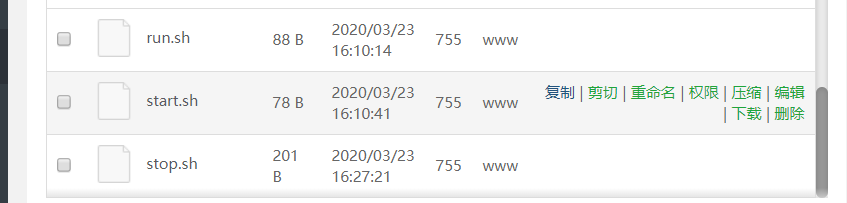 run.sh 88 B 2020/03/23 16:10:14 755 www
start.sh 78 B 2020/03/23 16:10:41 755 www 复制 | 剪切 | 重命名 | 权限 | 压缩 | 编辑 | 下载 | 删除
stop.sh 201 B 2020/03/23 16:27:21 755 www